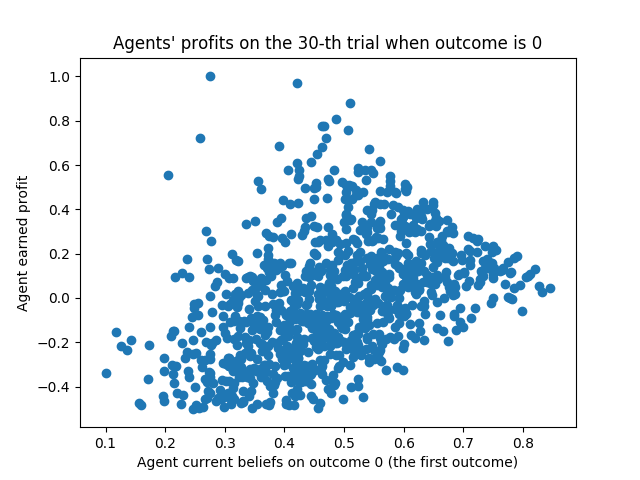 Agents' profits on the 30-th trial when outcome is 0
1.0
0.8
0.6
0.4
0.2
0.0
−0.2
−0.4
Agent earned profit
0.1 0.2 0.3 0.4 0.5 0.6 0.7 0.8
Agent current beliefs on outcome 0 (the first outcome)